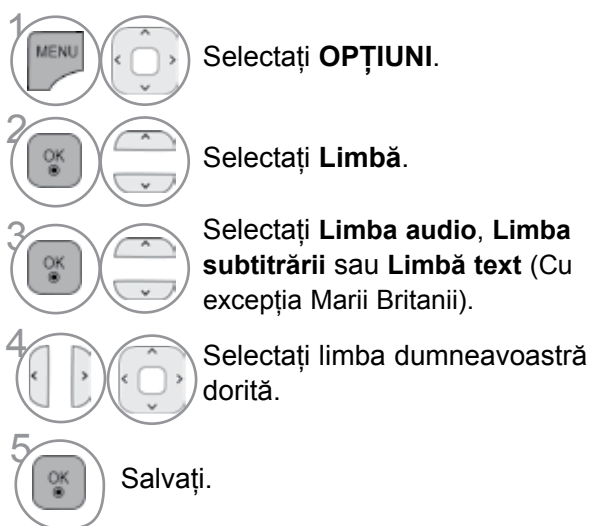 1
MENU
Selectați OPȚIUNI.
2
OK
Selectați Limbă.
3
OK
Selectați Limba audio, Limba
subtitrării sau Limbă text (Cu
excepția Marii Britanii).
4
Selectați limba dumneavoastră
dorită.
5
OK
Salvați.